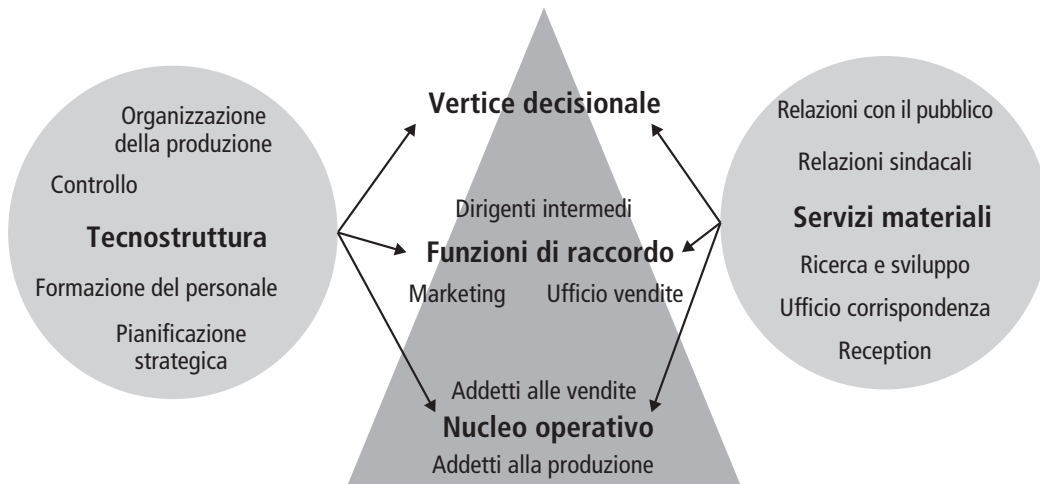 Organizzazione
della produzione
Controllo
Tecnostruttura
Formazione del personale
Pianificazione
strategica
Vertice decisionale
Dirigenti intermedi
Funzioni di raccordo
Marketing
Ufficio vendite
Addetti alle vendite
Nucleo operativo
Addetti alla produzione
Relazioni con il pubblico
Relazioni sindacali
Servizi materiali
Ricerca e sviluppo
Ufficio corrispondenza
Reception